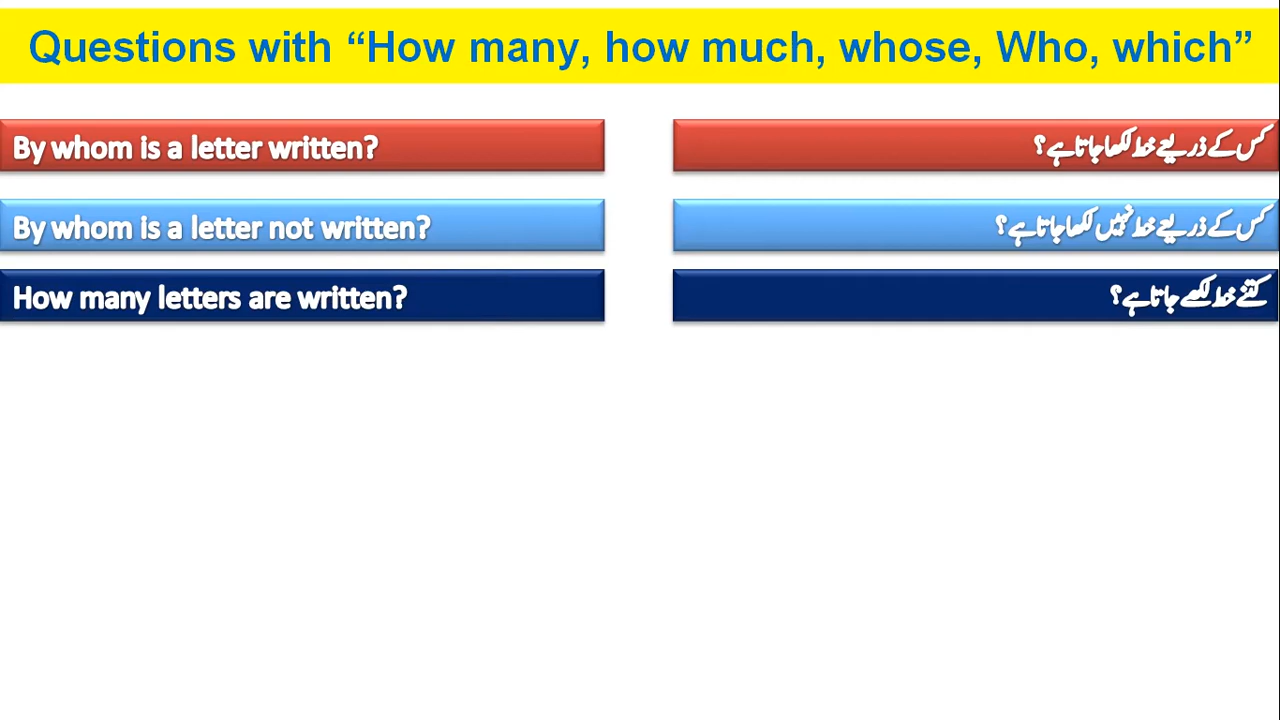 Questions with “How many, how much, whose, Who, which”
By whom is a letter written?
کس کے ذریعے خط لکھا جاتا ہے؟
By whom is a letter not written?
کس کے ذریعے خط نہیں لکھا جاتا ہے؟
How many letters are written?
کتنے خط لکھے جاتا ہے؟